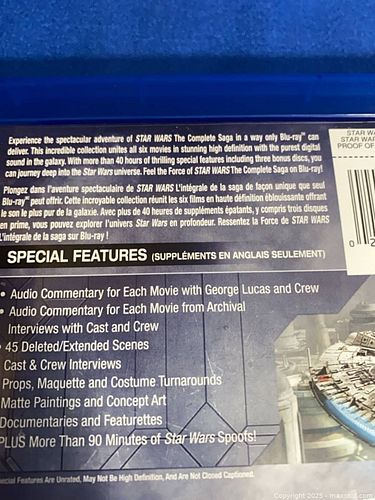 Experience the spectacular adventure of STAR WARS The Complete Saga in a way only Blu-ray™ can
deliver. This incredible collection unites all six movies in stunning high definition with the purest digital
sound in the galaxy. With more than 40 hours of thrilling special features including three bonus discs, you
can journey deep into the Star Wars universe. Feel the Force of STAR WARS The Complete Saga on Blu-ray!
Plongez dans l'aventure spectaculaire de STAR WARS L'intégrale de la saga de façon unique que seul
Blu-ray™ peut offrir. Cette incroyable collection réunit les six films en haute définition éblouissante offrant
le son le plus pur de la galaxie. Avec plus de 40 heures de suppléments épatants, y compris trois disques
en prime, vous pouvez explorer l'univers Star Wars en profondeur. Ressentez la Force de STAR WARS
L'intégrale de la saga sur Blu-ray !
SPECIAL FEATURES (SUPPLÉMENTS EN ANGLAIS SEULEMENT)
• Audio Commentary for Each Movie with George Lucas and Crew
• Audio Commentary for Each Movie from Archival
Interviews with Cast and Crew
• 45 Deleted/Extended Scenes
Cast & Crew Interviews
Props, Maquette and Costume Turnarounds
Matte Paintings and Concept Art
Documentaries and Featurettes
PLUS More Than 90 Minutes of Star Wars Spoofs!
Special Features Are Unrated, May Not Be High Definition, And Are Not Closed Captioned.
STAR WA
STAR WARS
PROOF OF
0
Copyright 2025